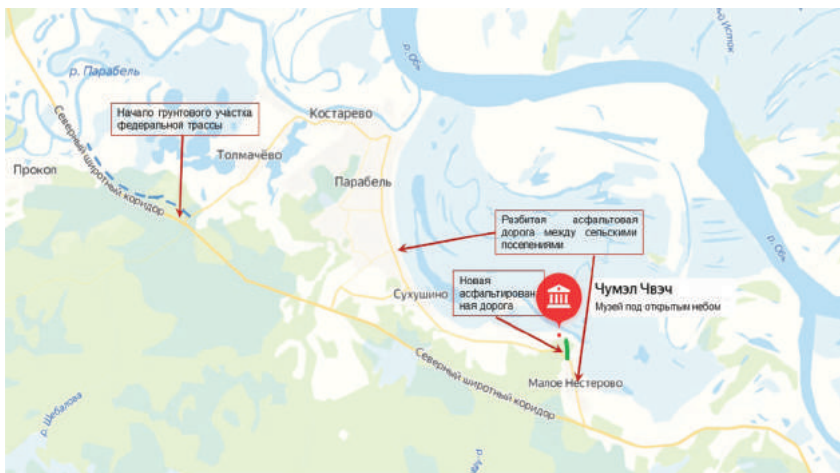 р. Обь
р. Парабель
Начало грунтового участка
федеральной трассы
Костарево
Толмачёво
Прокоп
Парабель
Северный широтный коридор
Разбитая асфальтовая
дорога между сельскими
поселениями
р. Обь
Новая
асфальтирован
ная дорога
Сухушино
Чумэл Чвэч
Музей под открытым небом
Северный широтный коридор
Малое Нестерово
р. Шебалова